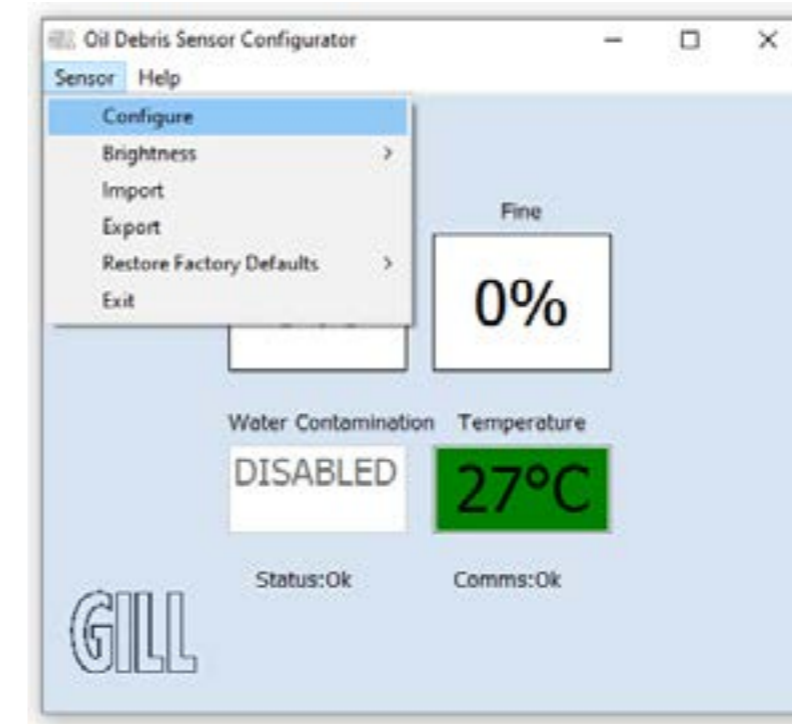 Oil Debris Sensor Configurator
Sensor Help
Configure
Brightness
Import
Export
Restore Factory Defaults
Exit
Fine
0%
Water Contamination Temperature
DISABLED 27°C
Status:Ok Comms:Ok
GILL